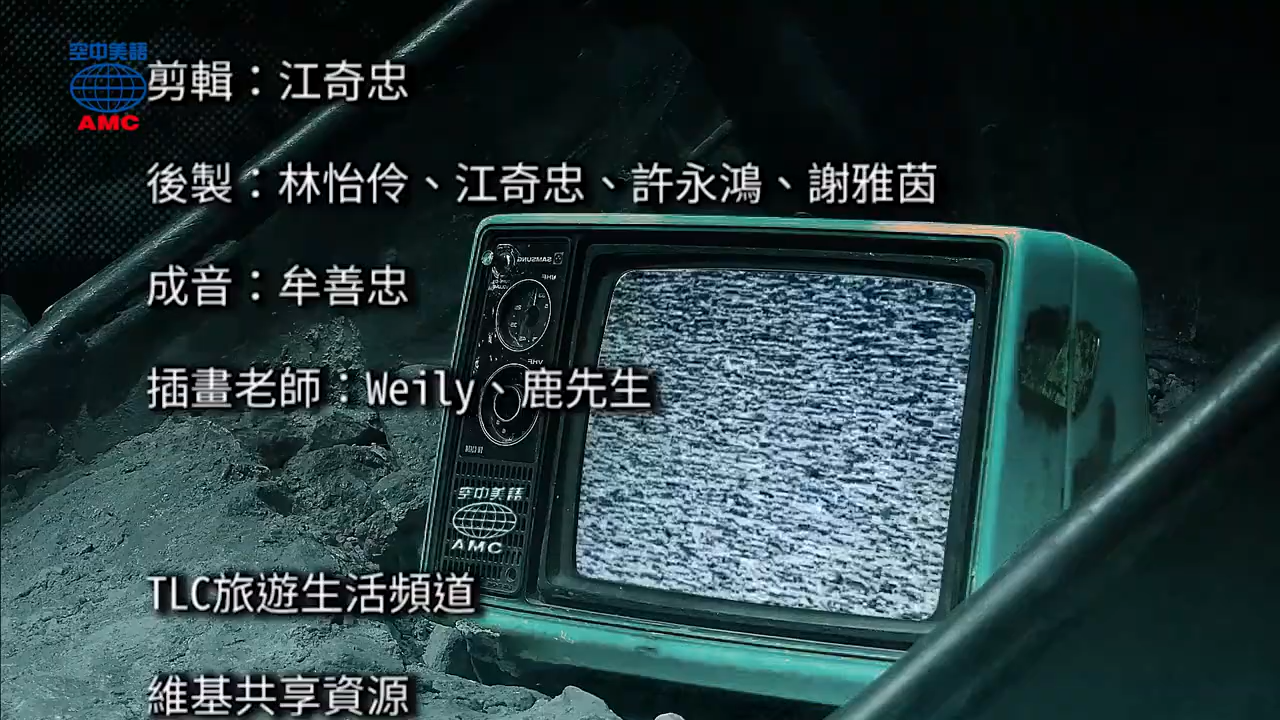 空中美語
AMC
剪輯：江奇忠
後製：林怡伶、江奇忠、許永鴻、謝雅茵
成音：牟善忠
插畫老師：Weily、鹿先生
SAMSUNG
UHF
VHF
空中美語
AMC
TLC旅遊生活頻道
維基共享資源